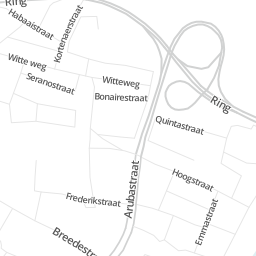 Ring
Habaaistraat
Kortenaerstraat
Witte weg
Seranostraat
Witteweg
Bonairestraat
Ring
Quintastraat
Hoogstraat
Arubastraat
Frederikstraat
Emmastraat
Breedestr